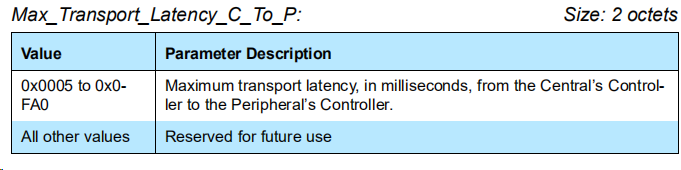 Max_Transport_Latency_C_To_P: Size: 2 octets
Value Parameter Description
0x0005 to 0x0- Maximum transport latency, in milliseconds, from the Central's Control-
FA0 ler to the Peripheral's Controller.
All other values Reserved for future use